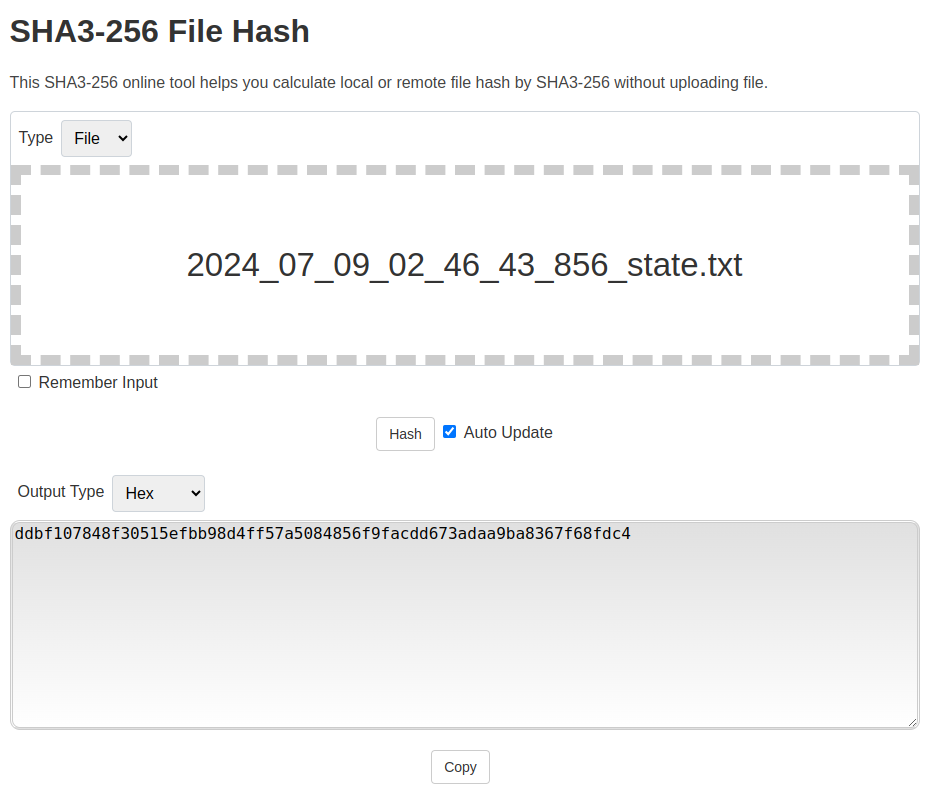 SHA3-256 File Hash
This SHA3-256 online tool helps you calculate local or remote file hash by SHA3-256 without uploading file.
Type File
2024_07_09_02_46_43_856_state.txt
Remember Input
Hash Auto Update
Output Type Hex
ddbf107848f30515efbb98d4ff57a5084856f9facdd673adaa9ba8367f68fdc4
Copy